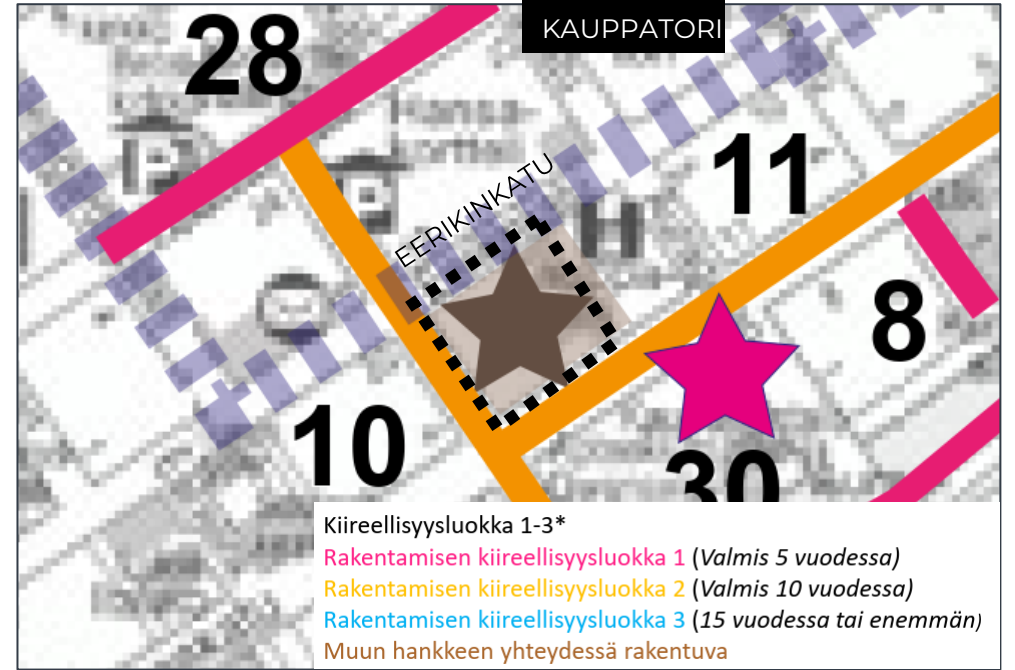 KAUPPATORI
28
P
P
EERIKINKATU
H
11
8
10
30
Kiireellisyysluokka 1-3*
Rakentamisen kiireellisyysluokka 1 (Valmis 5 vuodessa)
Rakentamisen kiireellisyysluokka 2 (Valmis 10 vuodessa)
Rakentamisen kiireellisyysluokka 3 (15 vuodessa tai enemmän)
Muun hankkeen yhteydessä rakentuva